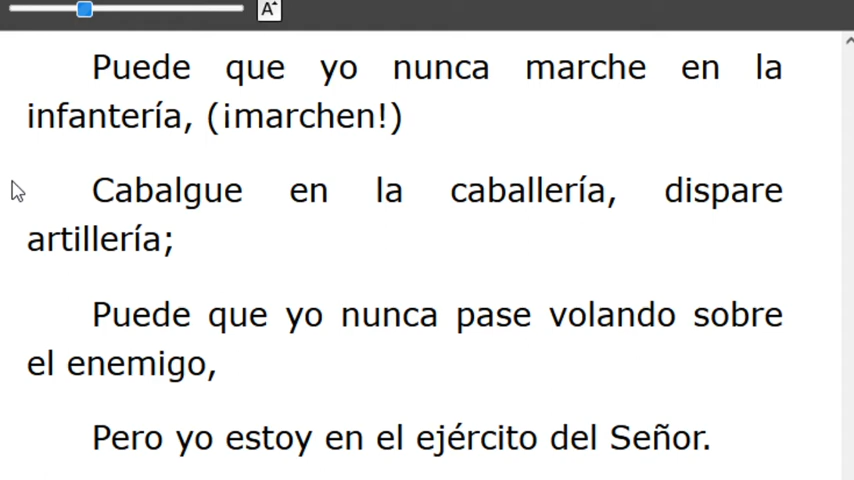 A
Puede que yo nunca marche en la
infantería, (¡marchen!)
Cabalgue en la caballería, dispare
artillería;
Puede que yo nunca pase volando sobre
el enemigo,
Pero yo estoy en el ejército del Señor.